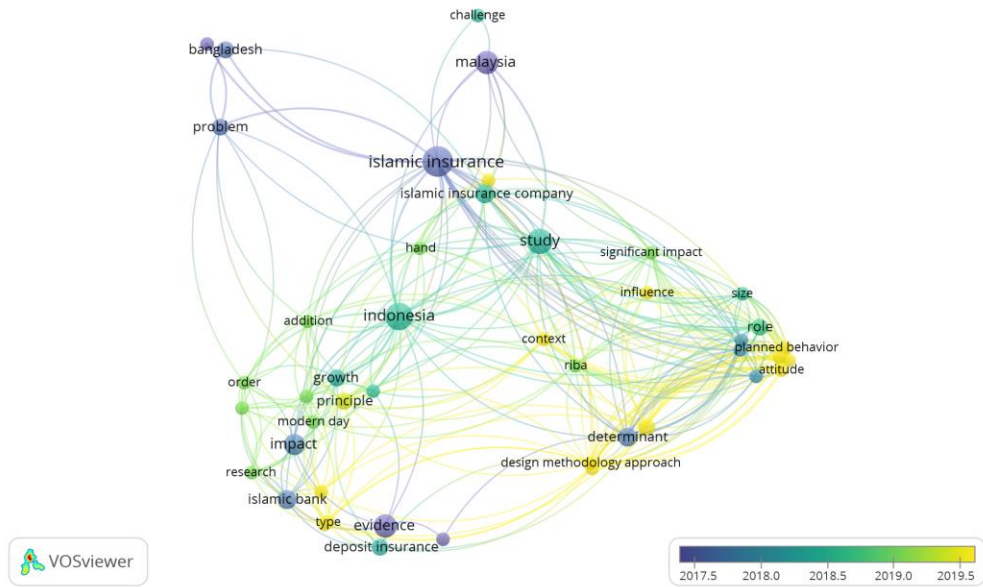 challenge
bangladesh
malaysia
problem
islamic insurance
islamic insurance company
study
hand
significant impact
influence
size
indonesia
addition
role
context
planned behavior
riba
attitude
order
growth
principle
modern day
impact
determinant
design methodology approach
research
islamic bank
type
evidence
deposit insurance
VOSviewer
2017.5 2018.0 2018.5 2019.0 2019.5